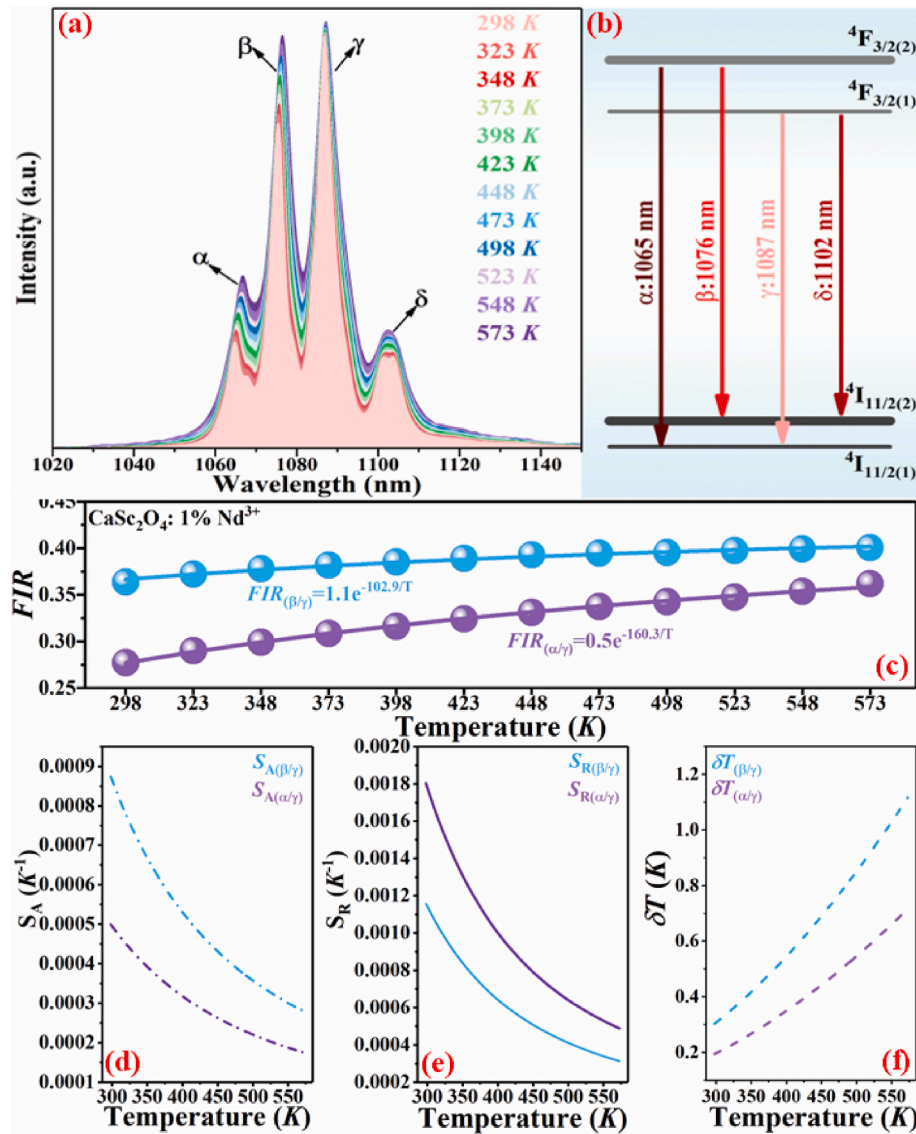 (a)
α
β
γ
δ
298 K
323 K
348 K
373 K
398 K
423 K
448 K
473 K
498 K
523 K
548 K
573 K
Intensity (a.u.)
1020 1040 1060 1080 1100 1120 1140
Wavelength (nm)
(b)
⁴F3/2(2)
⁴F3/2(1)
α:1065 nm
β:1076 nm
γ:1087 nm
δ:1102 nm
⁴I11/2(2)
⁴I11/2(1)
CaSc₂O₄: 1% Nd³⁺
FIR
0.45
0.40
0.35
0.30
0.25
FIR(β/γ)=1.1e^-102.9/T
FIR(α/γ)=0.5e^-160.3/T
(c)
298 323 348 373 398 423 448 473 498 523 548 573
Temperature (K)
SA (K⁻¹)
0.0009
0.0008
0.0007
0.0006
0.0005
0.0004
0.0003
0.0002
0.0001
SA(β/γ)
SA(α/γ)
(d)
300 350 400 450 500 550
Temperature (K)
SR (K⁻¹)
0.0020
0.0018
0.0016
0.0014
0.0012
0.0010
0.0008
0.0006
0.0004
0.0002
SR(β/γ)
SR(α/γ)
(e)
300 350 400 450 500 550
Temperature (K)
δT (K)
1.2
1.0
0.8
0.6
0.4
0.2
δT(β/γ)
δT(α/γ)
(f)
300 350 400 450 500 550
Temperature (K)